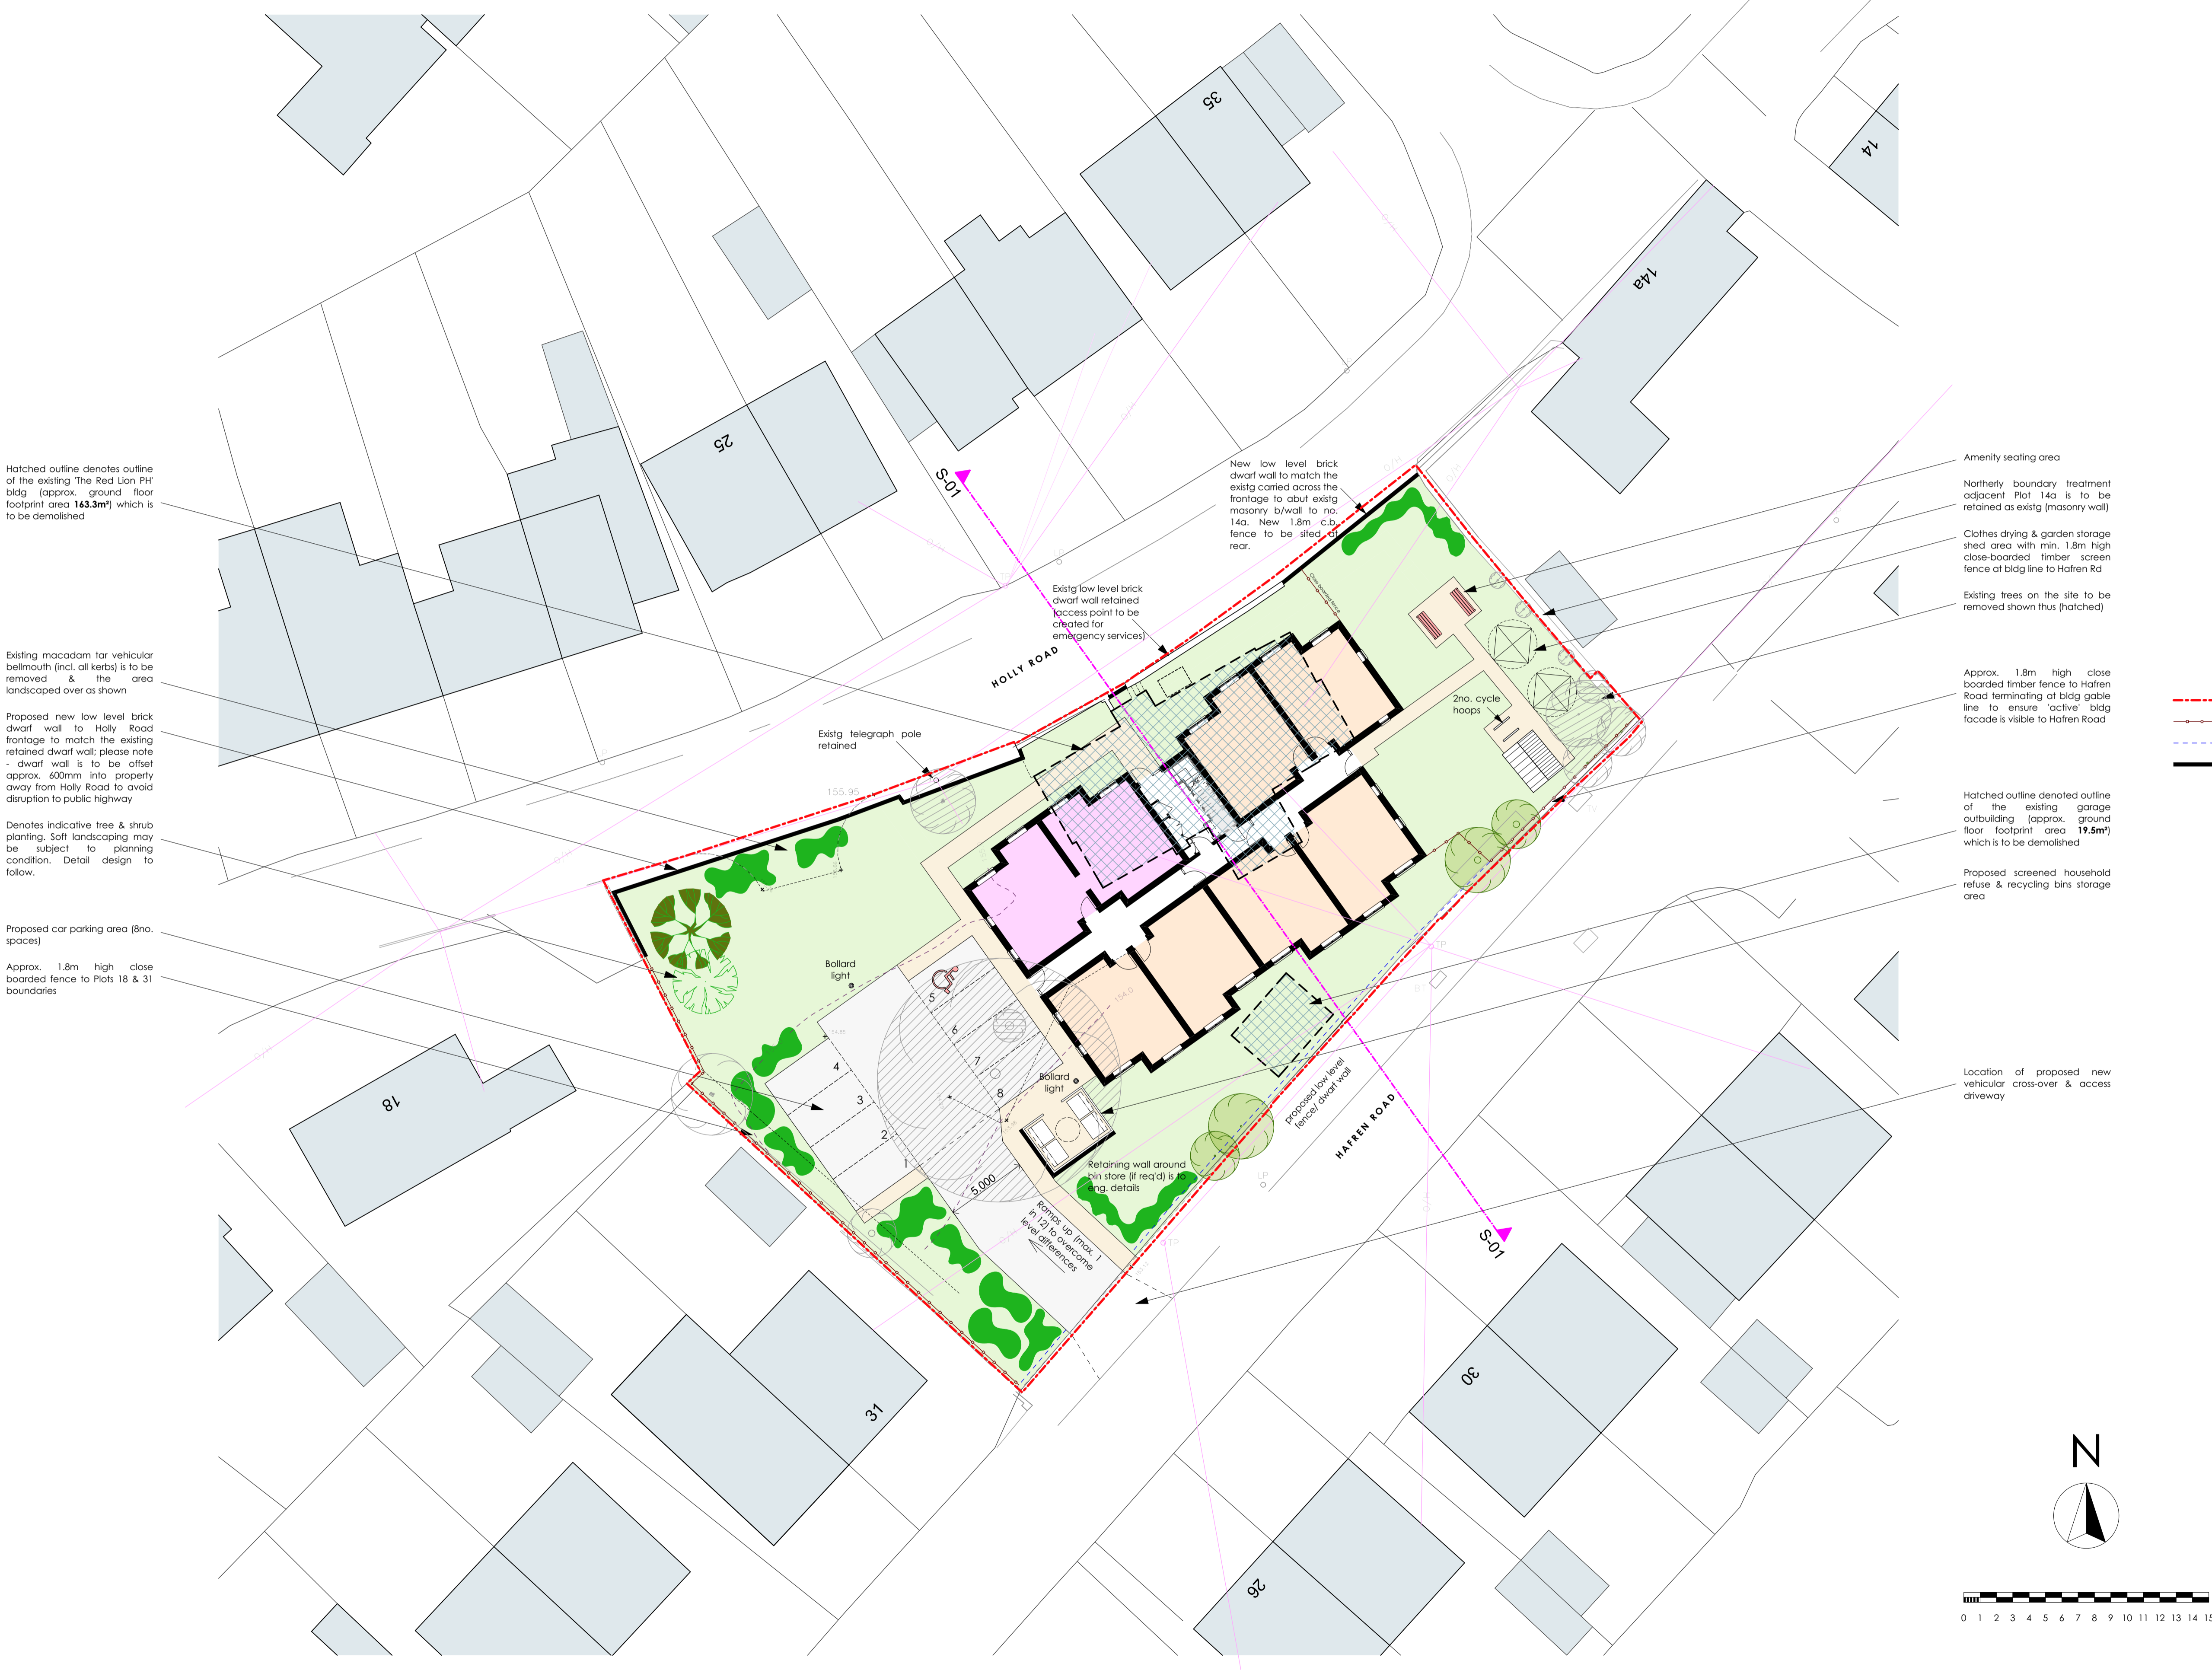 Hatched outline denotes outline
of the existing 'The Red Lion PH'
bldg (approx. ground floor
footprint area 163.3m²) which is
to be demolished
Existing macadam tar vehicular
bellmouth (incl. all kerbs) is to be
removed & the area
landscaped over as shown
Proposed new low level brick
dwarf wall to Holly Road
frontage to match the existing
retained dwarf wall; please note
- dwarf wall is to be offset
approx. 600mm into property
away from Holly Road to avoid
disruption to public highway
Denotes indicative tree & shrub
planting. Soft landscaping may
be subject to planning
condition. Detail design to
follow.
Proposed car parking area (8no.
spaces)
Approx. 1.8m high close
boarded fence to Plots 18 & 31
boundaries
35
14
14a
25
S-01
New low level brick
dwarf wall to match the
existg carried across the
frontage to abut existg
masonry b/wall to no.
14a. New 1.8m c.b.
fence to be sited at
rear.
Existg low level brick
dwarf wall retained
(access point to be
created for
emergency services)
HOLLY ROAD
Close boarded fence
Existg telegraph pole
retained
155.95
2no. cycle
hoops
Bollard
light
5
6
7
8
4
3
2
1
154.85
154.0
Bollard
light
5.000
Retaining wall around
bin store (if req'd) is to
eng. details
Ramps up (max. 1
in 12) to overcome
level differences
proposed low level
fence/ dwarf wall
HAFREN ROAD
TP
BT
LP
TP
O/H
S-01
18
31
30
26
Amenity seating area
Northerly boundary treatment
adjacent Plot 14a is to be
retained as existg (masonry wall)
Clothes drying & garden storage
shed area with min. 1.8m high
close-boarded timber screen
fence at bldg line to Hafren Rd
Existing trees on the site to be
removed shown thus (hatched)
Approx. 1.8m high close
boarded timber fence to Hafren
Road terminating at bldg gable
line to ensure 'active' bldg
facade is visible to Hafren Road
Hatched outline denoted outline
of the existing garage
outbuilding (approx. ground
floor footprint area 19.5m²)
which is to be demolished
Proposed screened household
refuse & recycling bins storage
area
Location of proposed new
vehicular cross-over & access
driveway
N
0 1 2 3 4 5 6 7 8 9 10 11 12 13 14 15